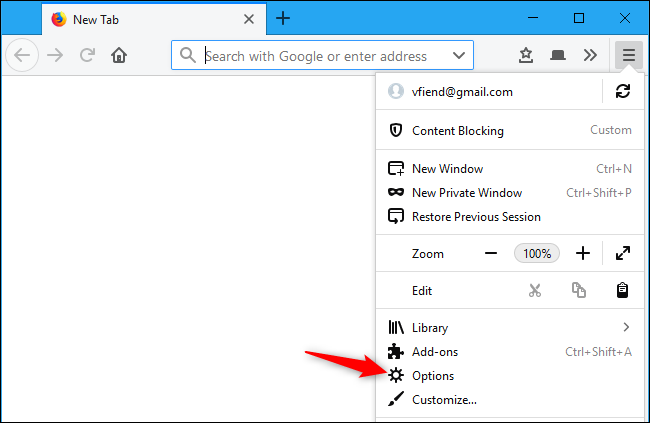 New Tab
Search with Google or enter address
vfiend@gmail.com
Content Blocking Custom
New Window Ctrl+N
New Private Window Ctrl+Shift+P
Restore Previous Session
Zoom 100%
Edit
Library
Add-ons Ctrl+Shift+A
Options
Customize...